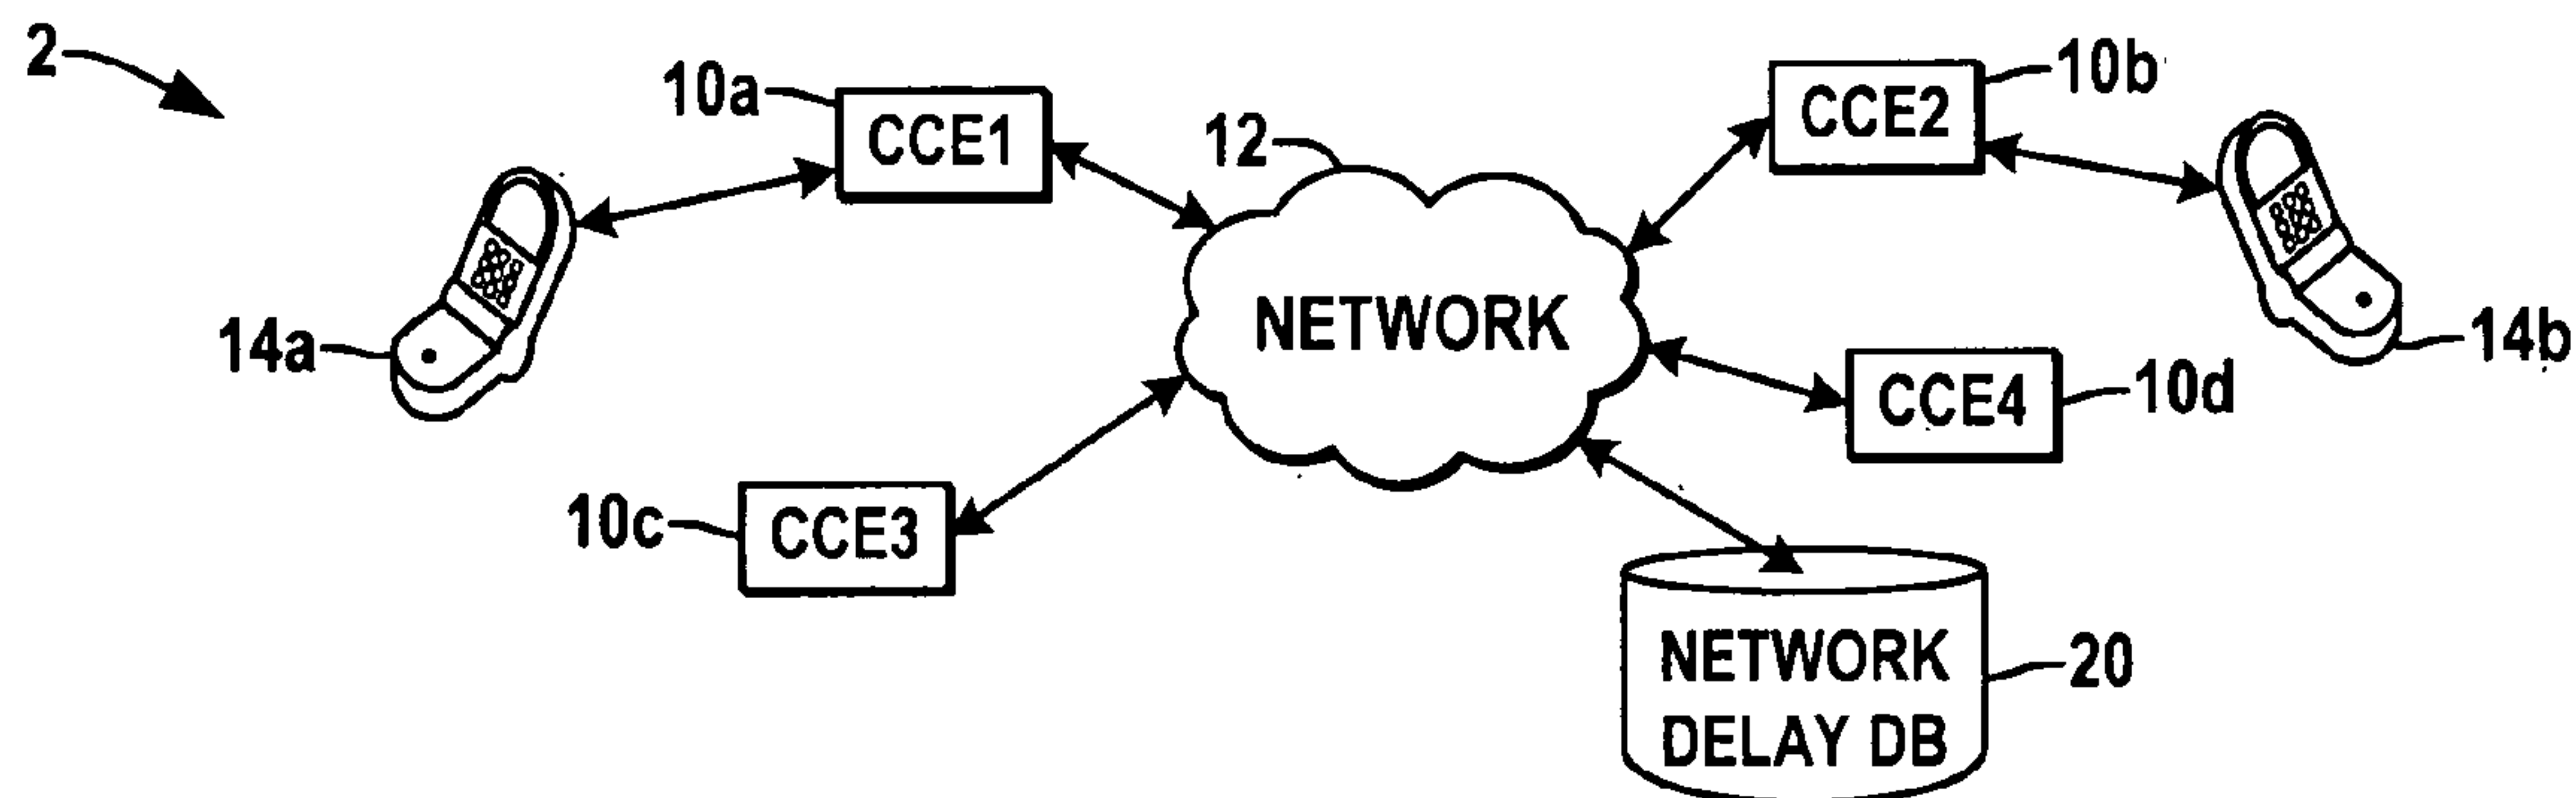 2
10a
CCE1
12
CCE2
10b
NETWORK
14a
14b
CCE4
10d
10c
CCE3
NETWORK
DELAY DB
20